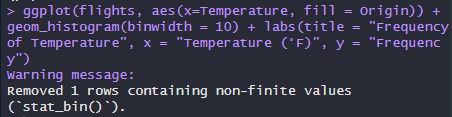 > ggplot(flights, aes(x=Temperature, fill = Origin)) +
geom_histogram(binwidth = 10) + labs(title = "Frequency
of Temperature", x = "Temperature (°F)", y = "Frequenc
y")
Warning message:
Removed 1 rows containing non-finite values
(`stat_bin()`).